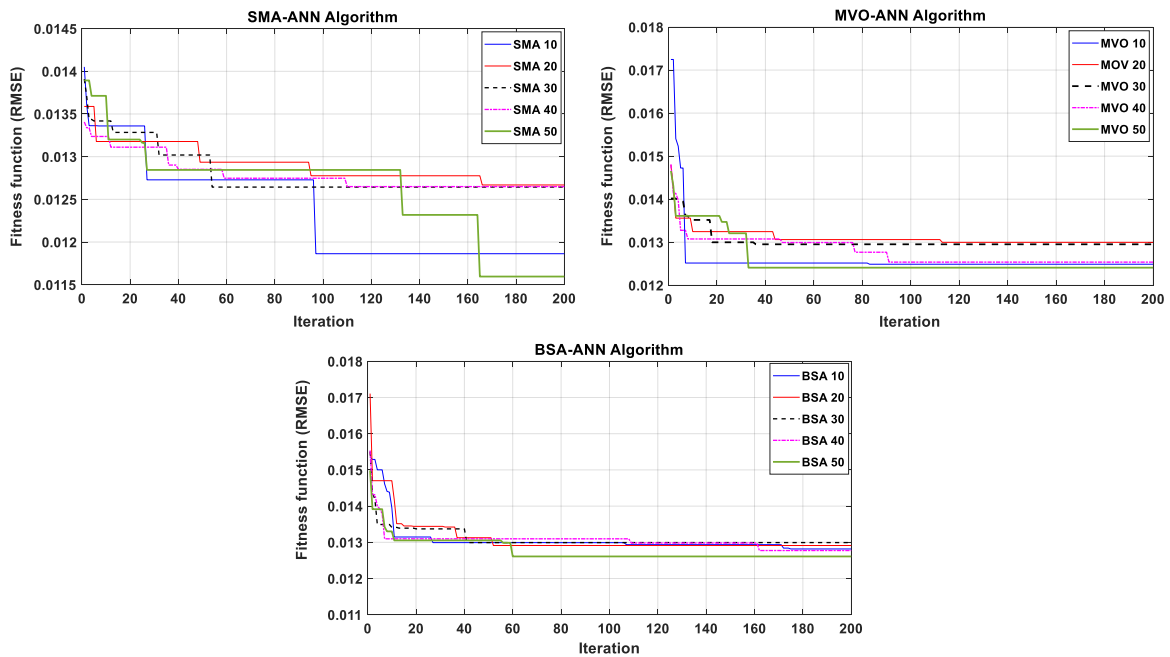 SMA-ANN Algorithm
Fitness function (RMSE)
0.0145
0.014
0.0135
0.013
0.0125
0.012
0.0115
SMA 10
SMA 20
SMA 30
SMA 40
SMA 50
0 20 40 60 80 100 120 140 160 180 200
Iteration
MVO-ANN Algorithm
Fitness function (RMSE)
0.018
0.017
0.016
0.015
0.014
0.013
0.012
MVO 10
MOV 20
MVO 30
MVO 40
MVO 50
0 20 40 60 80 100 120 140 160 180 200
Iteration
BSA-ANN Algorithm
Fitness function (RMSE)
0.018
0.017
0.016
0.015
0.014
0.013
0.012
0.011
BSA 10
BSA 20
BSA 30
BSA 40
BSA 50
0 20 40 60 80 100 120 140 160 180 200
Iteration